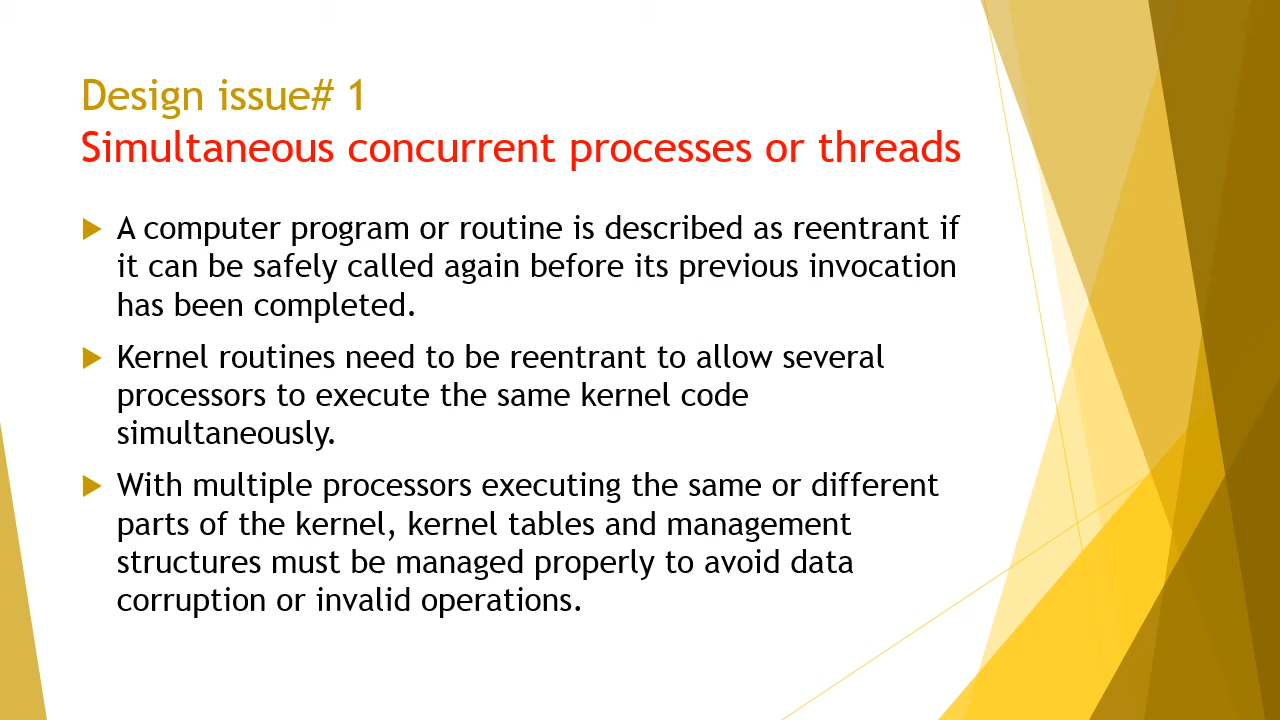 Design issue# 1
Simultaneous concurrent processes or threads
A computer program or routine is described as reentrant if
it can be safely called again before its previous invocation
has been completed.
Kernel routines need to be reentrant to allow several
processors to execute the same kernel code
simultaneously.
With multiple processors executing the same or different
parts of the kernel, kernel tables and management
structures must be managed properly to avoid data
corruption or invalid operations.